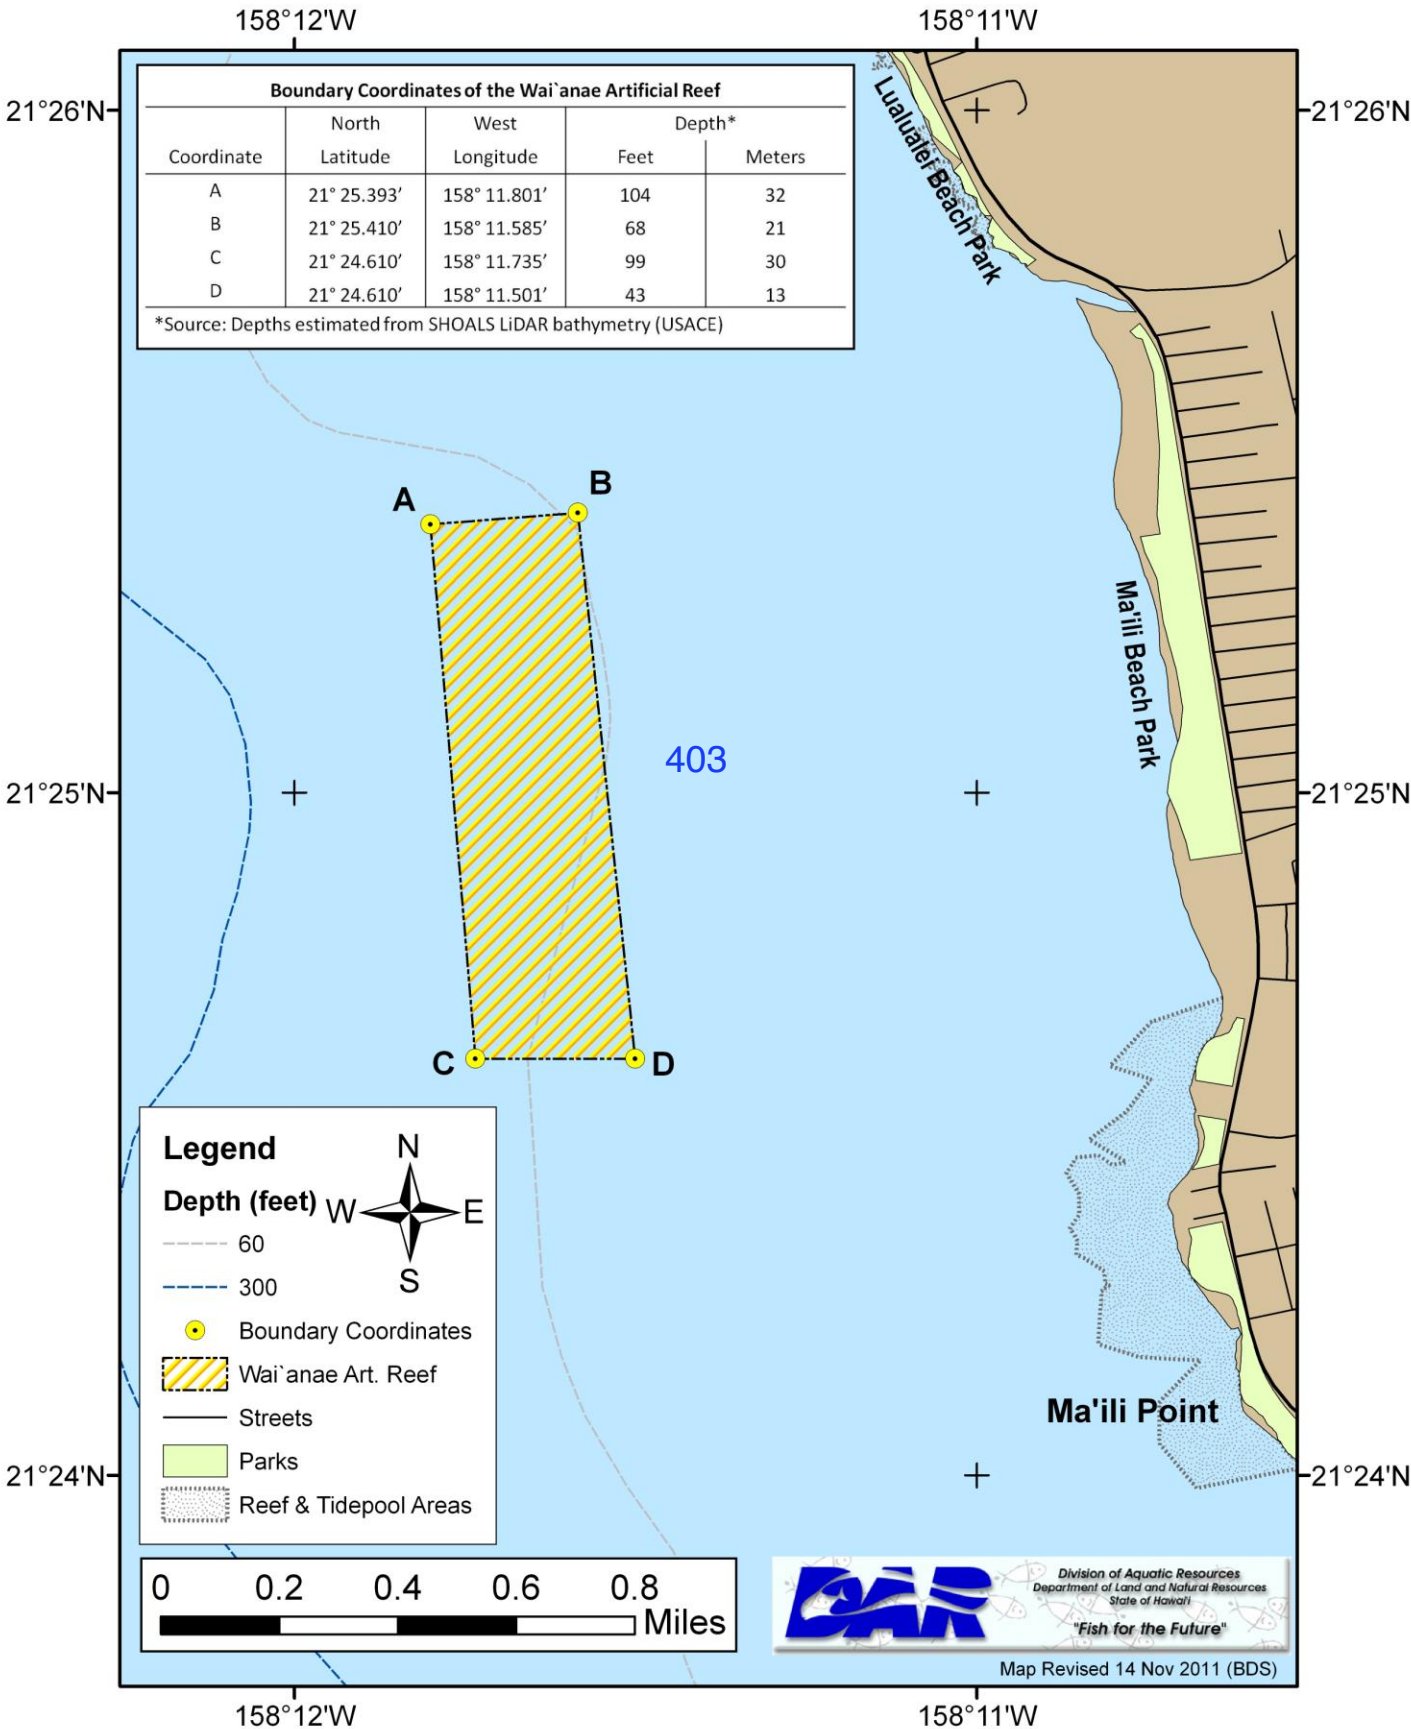 158°12'W 158°11'W
21°26'N 21°26'N
Boundary Coordinates of the Wai`anae Artificial Reef
North West Depth*
Coordinate Latitude Longitude Feet Meters
A 21° 25.393′ 158° 11.801′ 104 32
B 21° 25.410′ 158° 11.585′ 68 21
C 21° 24.610′ 158° 11.735′ 99 30
D 21° 24.610′ 158° 11.501′ 43 13
*Source: Depths estimated from SHOALS LiDAR bathymetry (USACE)
Lualualei Beach Park
A
B
Ma'ili Beach Park
403
21°25'N 21°25'N
C
D
Legend
Depth (feet)
N
W E
S
60
300
Boundary Coordinates
Wai`anae Art. Reef
Streets
Parks
Reef & Tidepool Areas
Ma'ili Point
21°24'N 21°24'N
0 0.2 0.4 0.6 0.8
Miles
DAR
Division of Aquatic Resources
Department of Land and Natural Resources
State of Hawai'i
"Fish for the Future"
Map Revised 14 Nov 2011 (BDS)
158°12'W 158°11'W